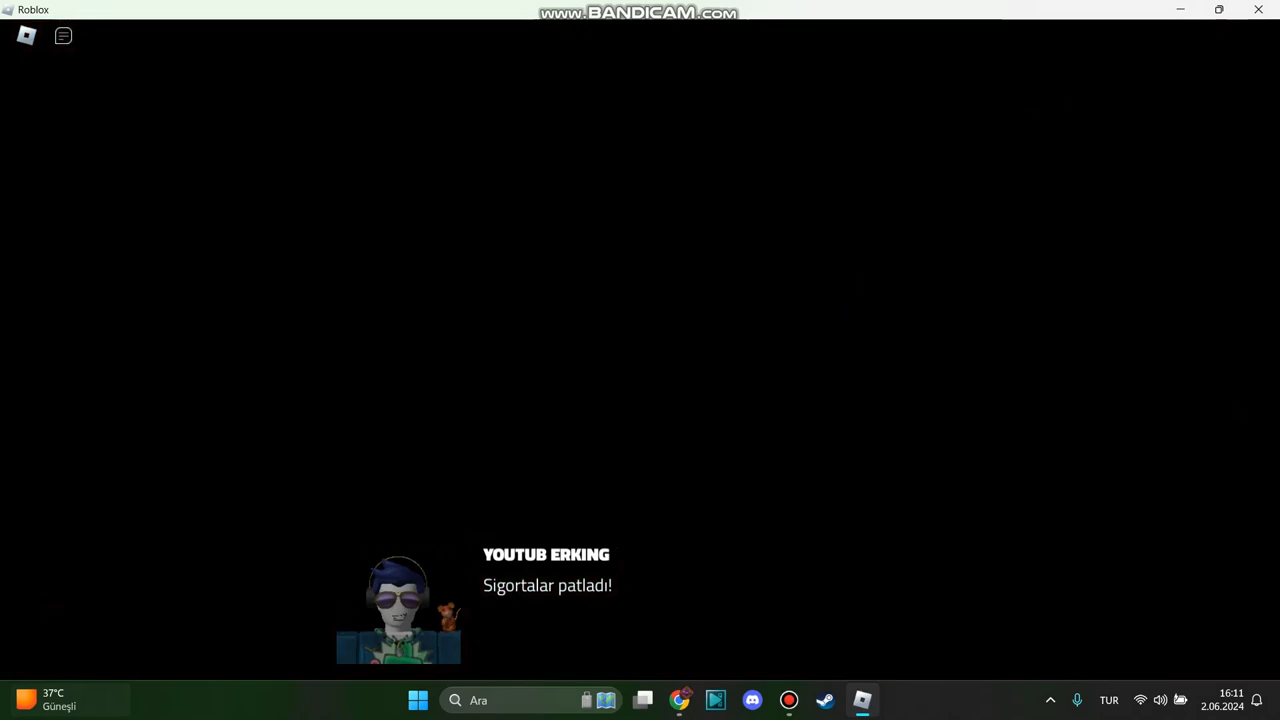 Roblox
www.BANDICAM.com
YOUTUB ERKING
Sigortalar patladı!
37°C
Güneşli
Ara
TUR
16:11
2.06.2024